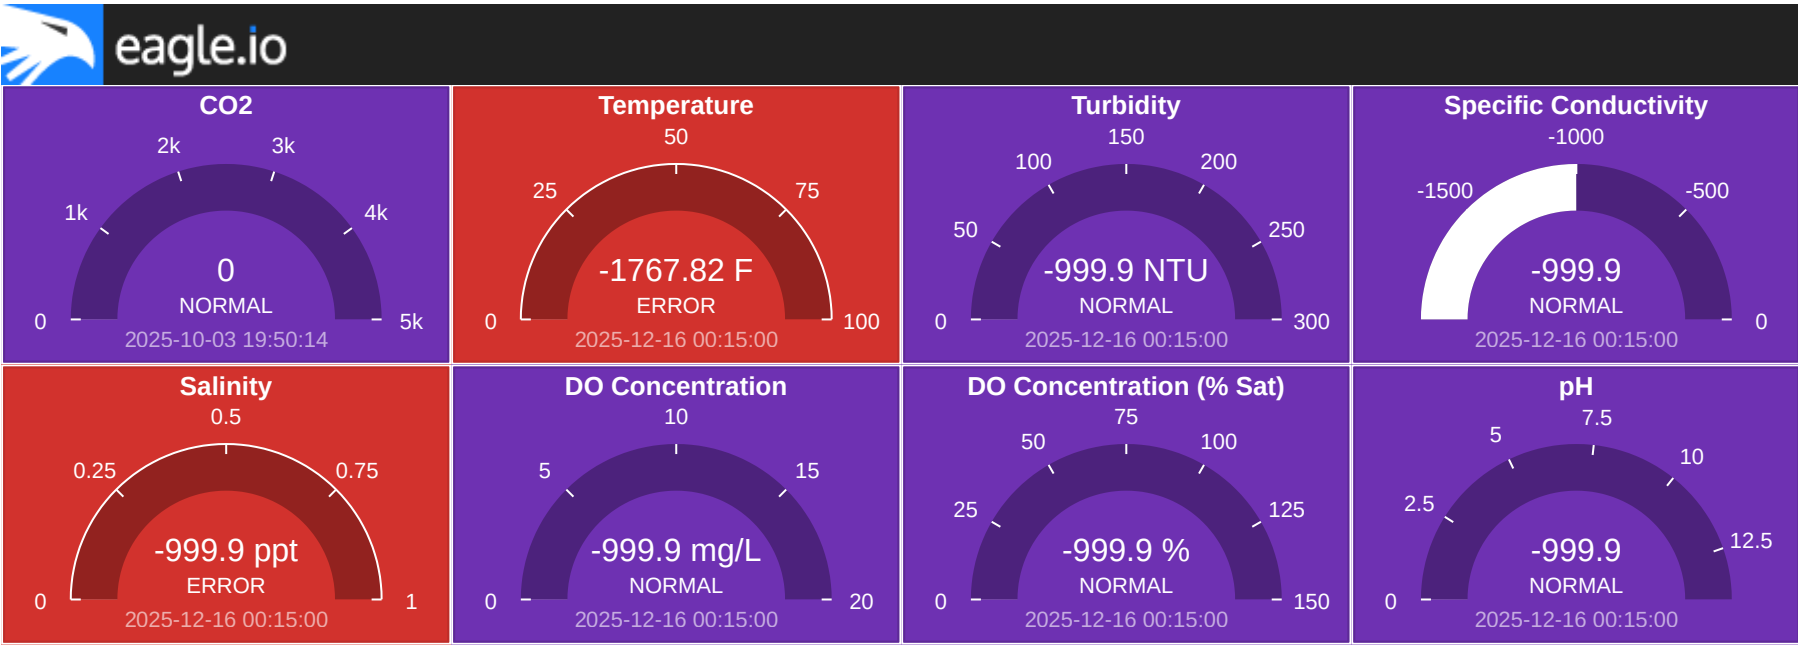 eagle.io
CO2
2k 3k
1k 4k
0
NORMAL
0 5k
2025-10-03 19:50:14
Temperature
50
25 75
-1767.82 F
ERROR
0 100
2025-12-16 00:15:00
Turbidity
150
100 200
50 250
-999.9 NTU
NORMAL
0 300
2025-12-16 00:15:00
Specific Conductivity
-1000
-1500 -500
-999.9
NORMAL
0
2025-12-16 00:15:00
Salinity
0.5
0.25 0.75
-999.9 ppt
ERROR
0 1
2025-12-16 00:15:00
DO Concentration
10
5 15
-999.9 mg/L
NORMAL
0 20
2025-12-16 00:15:00
DO Concentration (% Sat)
75
50 100
25 125
-999.9 %
NORMAL
0 150
2025-12-16 00:15:00
pH
7.5
5 10
2.5 12.5
-999.9
NORMAL
0
2025-12-16 00:15:00